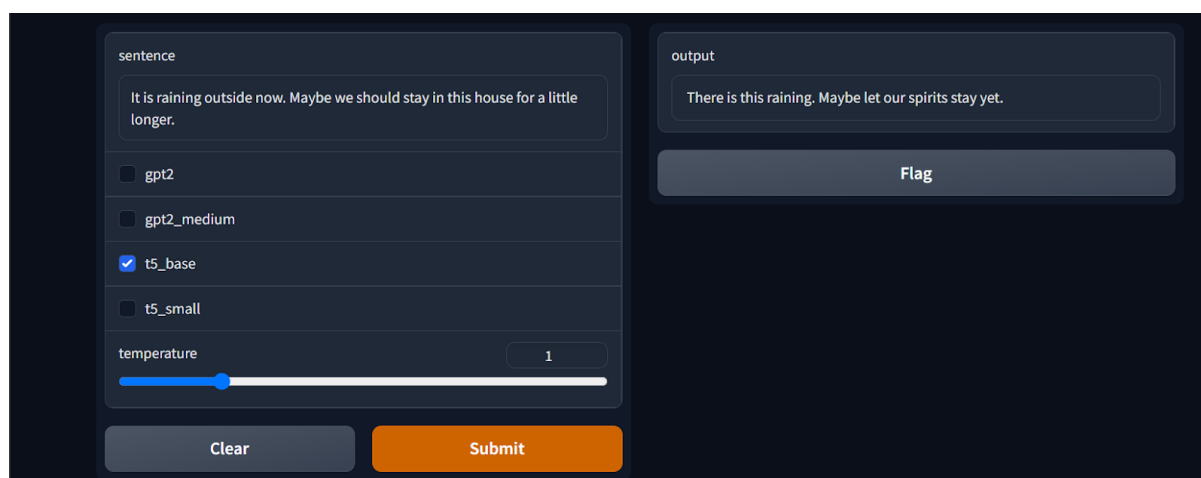 sentence
It is raining outside now. Maybe we should stay in this house for a little
longer.
gpt2
gpt2_medium
t5_base
t5_small
temperature
1
Clear
Submit
output
There is this raining. Maybe let our spirits stay yet.
Flag